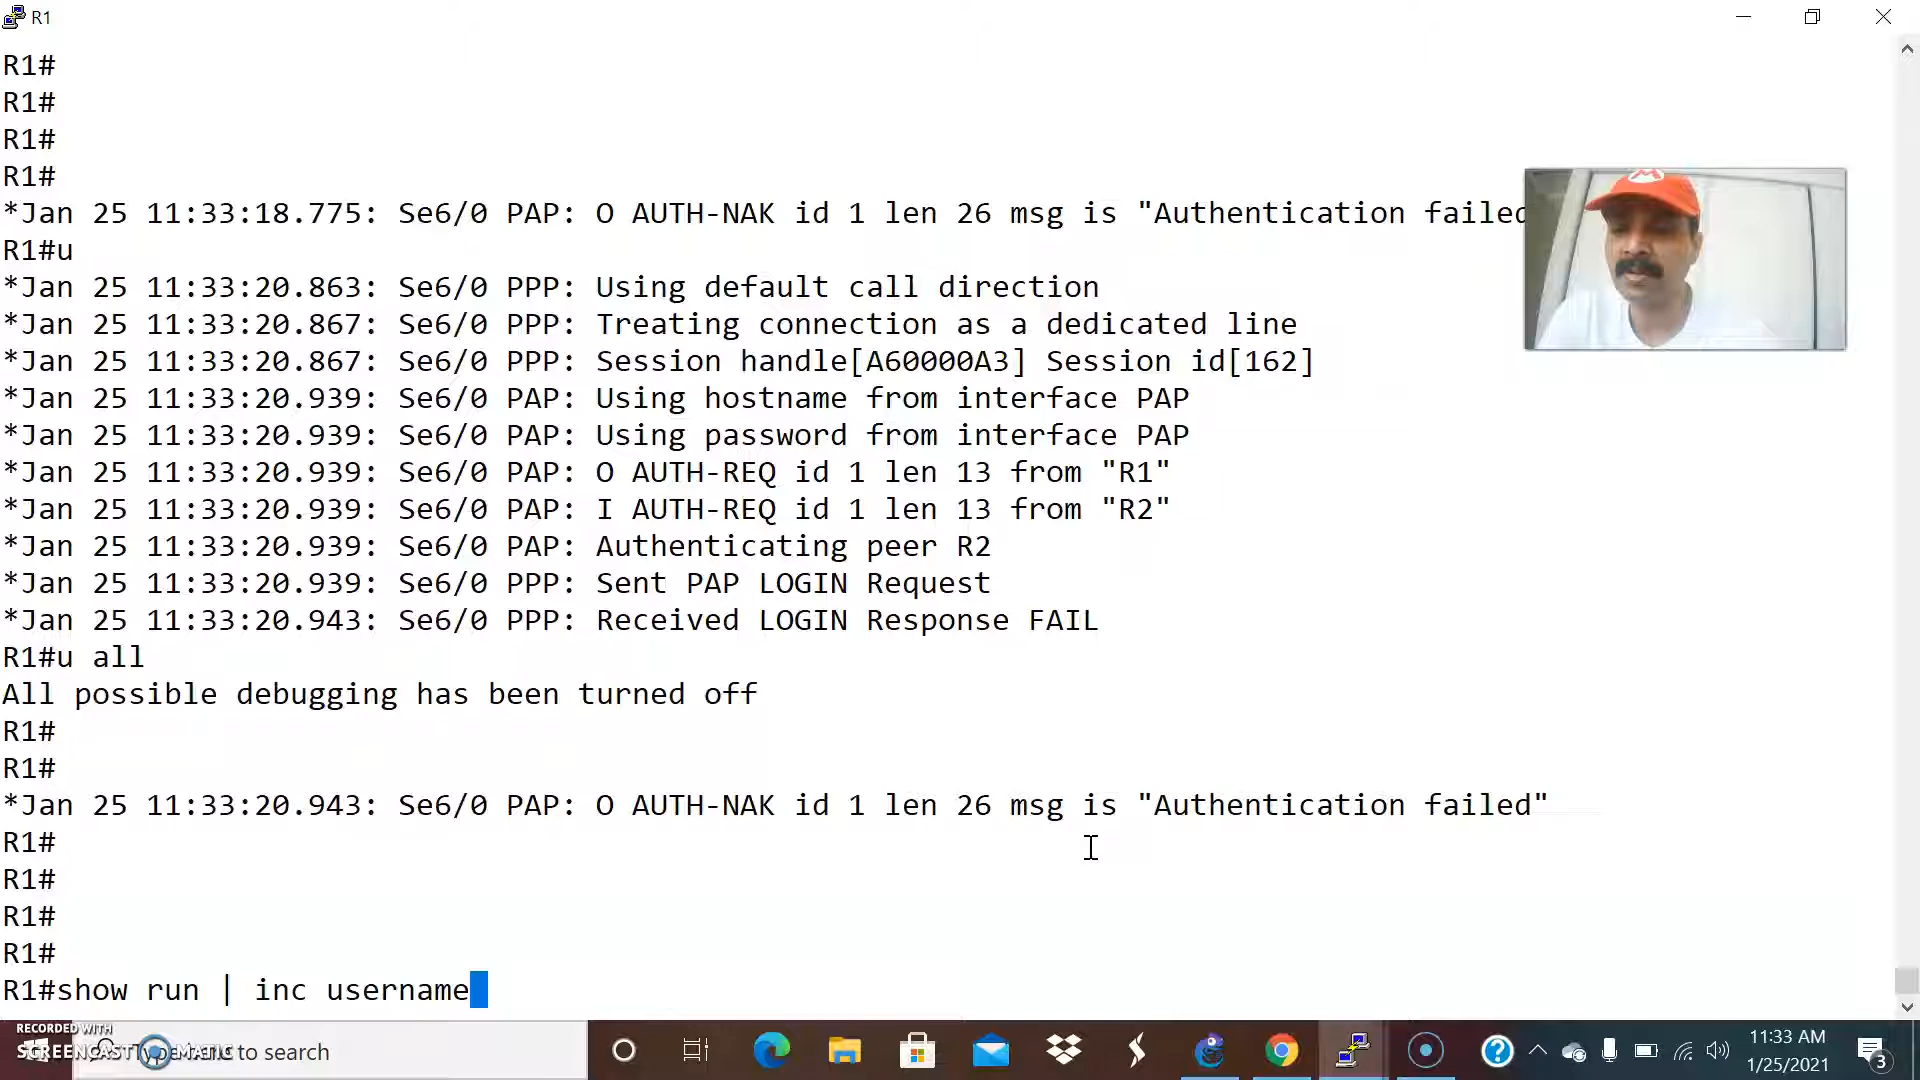 R1
R1#
R1#
R1#
R1#
*Jan 25 11:33:18.775: Se6/0 PAP: O AUTH-NAK id 1 len 26 msg is "Authentication failed
R1#u
*Jan 25 11:33:20.863: Se6/0 PPP: Using default call direction
*Jan 25 11:33:20.867: Se6/0 PPP: Treating connection as a dedicated line
*Jan 25 11:33:20.867: Se6/0 PPP: Session handle[A60000A3] Session id[162]
*Jan 25 11:33:20.939: Se6/0 PAP: Using hostname from interface PAP
*Jan 25 11:33:20.939: Se6/0 PAP: Using password from interface PAP
*Jan 25 11:33:20.939: Se6/0 PAP: O AUTH-REQ id 1 len 13 from "R1"
*Jan 25 11:33:20.939: Se6/0 PAP: I AUTH-REQ id 1 len 13 from "R2"
*Jan 25 11:33:20.939: Se6/0 PAP: Authenticating peer R2
*Jan 25 11:33:20.939: Se6/0 PPP: Sent PAP LOGIN Request
*Jan 25 11:33:20.943: Se6/0 PPP: Received LOGIN Response FAIL
R1#u all
All possible debugging has been turned off
R1#
R1#
*Jan 25 11:33:20.943: Se6/0 PAP: O AUTH-NAK id 1 len 26 msg is "Authentication failed"
R1#
R1#
R1#
R1#
R1#show run | inc username
RECORDED WITH
SCREENCAST MATIC
to search
11:33 AM
1/25/2021
3